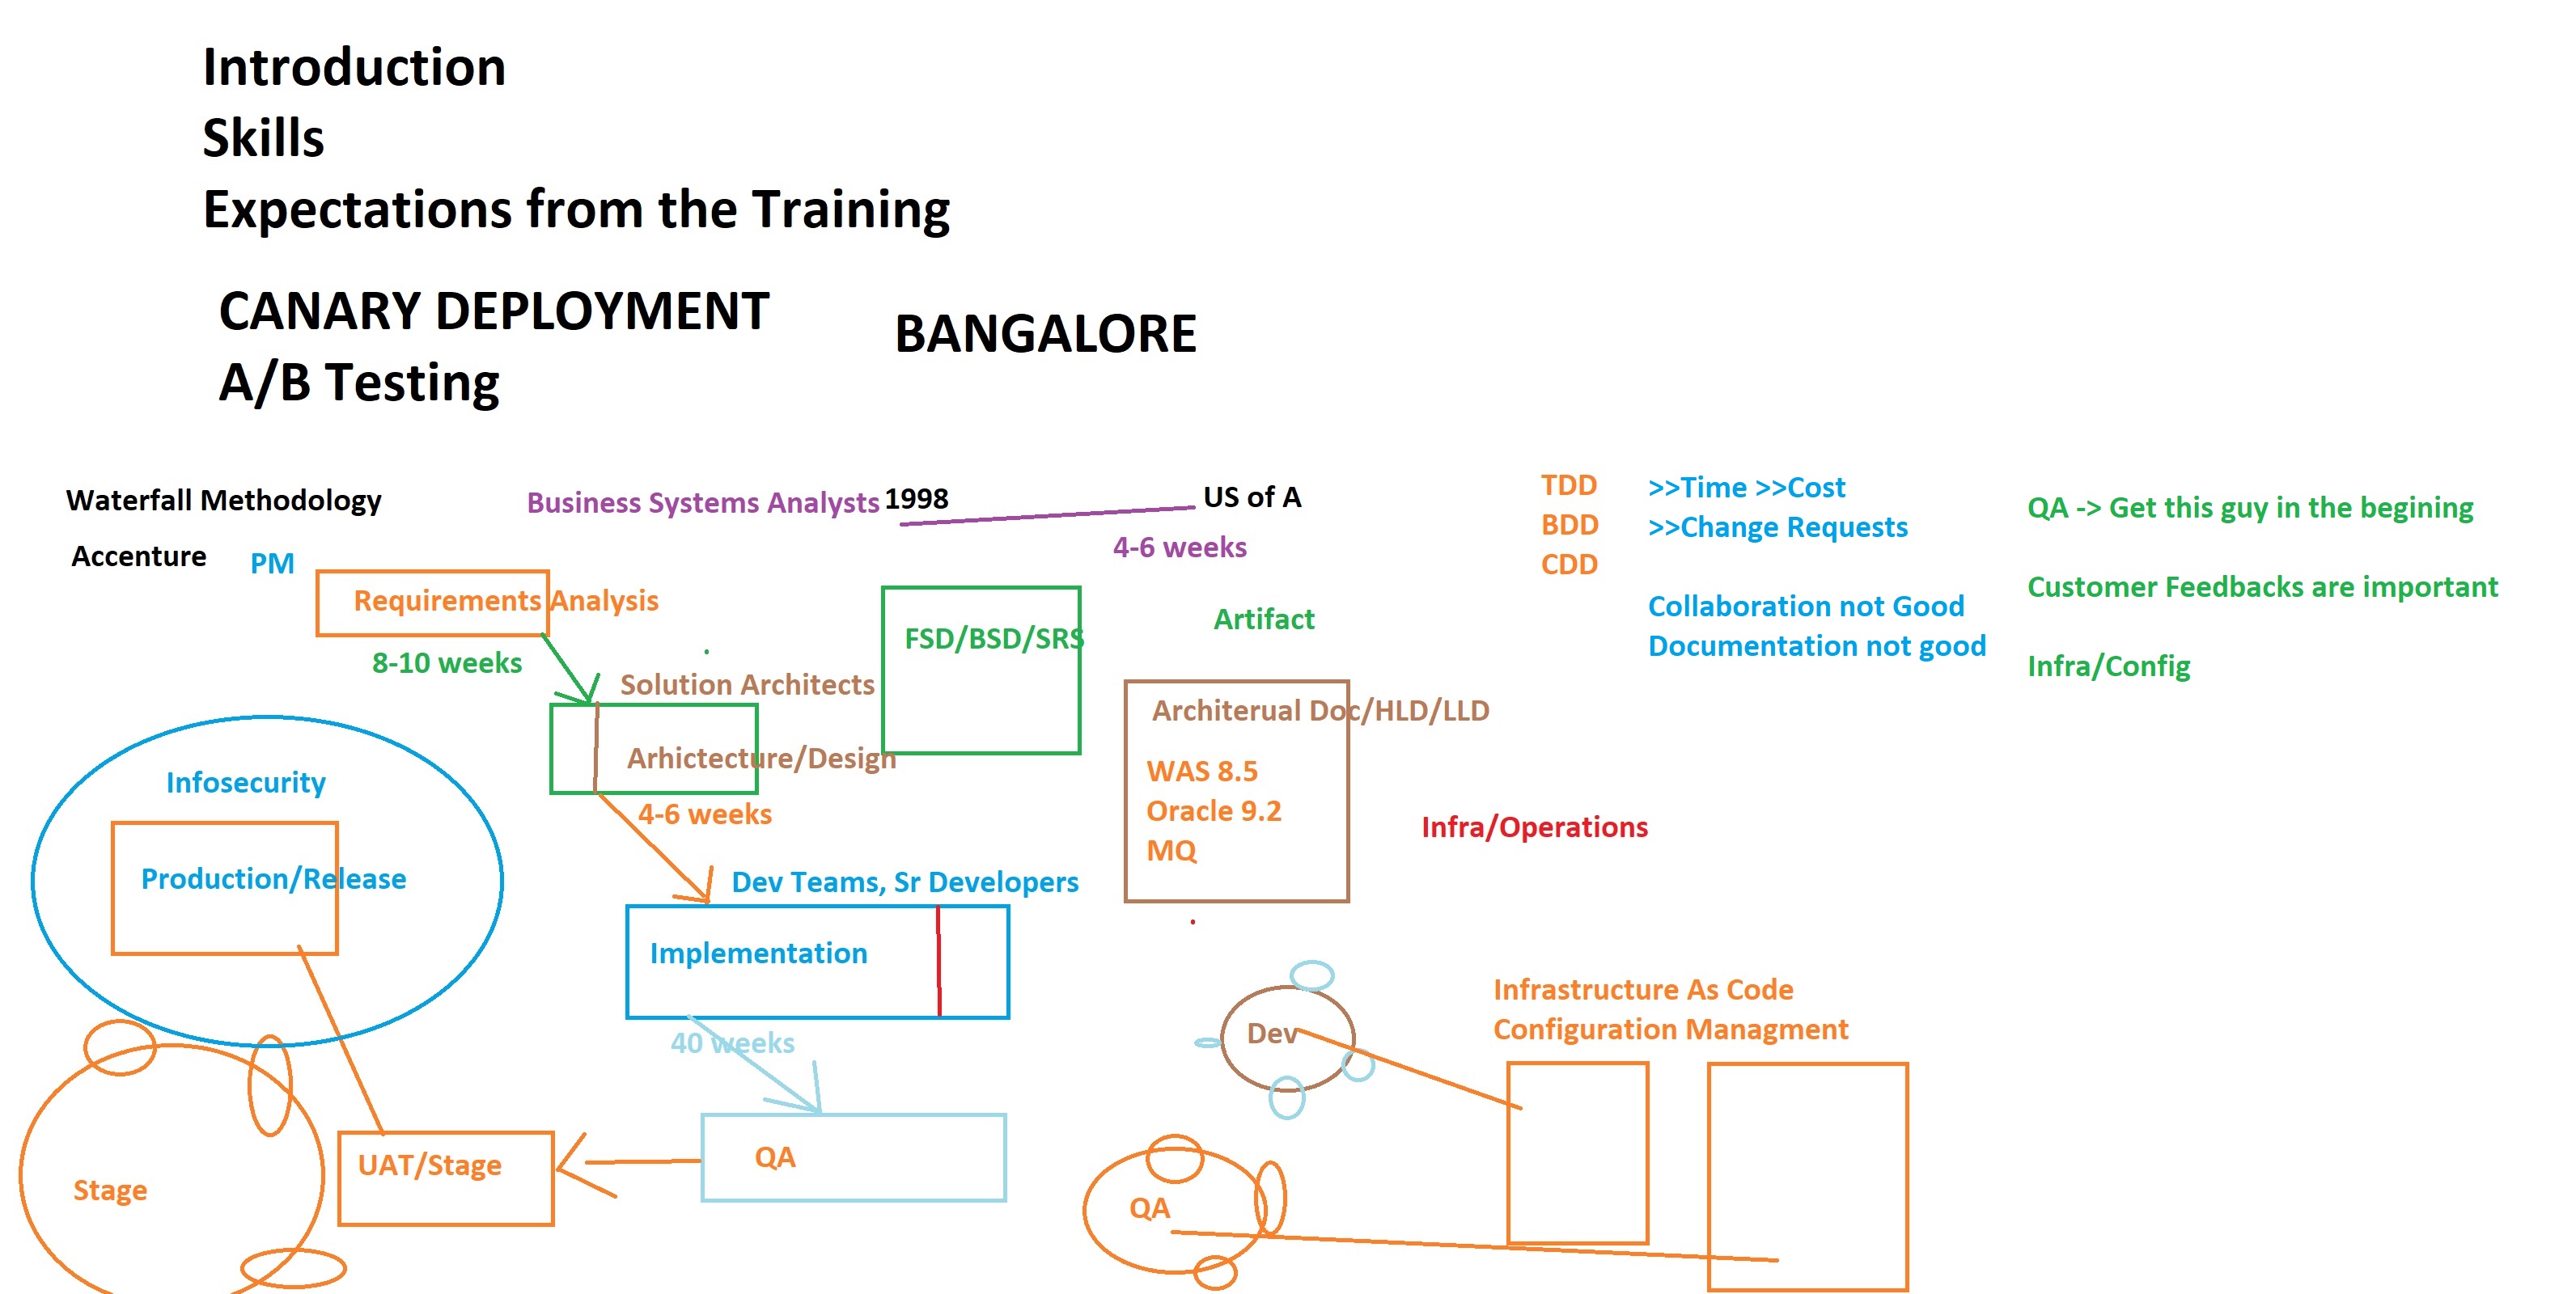 Introduction
Skills
Expectations from the Training
CANARY DEPLOYMENT
A/B Testing
BANGALORE
Waterfall Methodology
Business Systems Analysts
1998
US of A
4-6 weeks
Accenture
PM
Requirements Analysis
8-10 weeks
FSD/BSD/SRS
Artifact
Solution Architects
Arhictecture/Design
4-6 weeks
Architerual Doc/HLD/LLD
WAS 8.5
Oracle 9.2
MQ
Infra/Operations
TDD
BDD
CDD
>>Time >>Cost
>>Change Requests
Collaboration not Good
Documentation not good
QA -> Get this guy in the begining
Customer Feedbacks are important
Infra/Config
Infosecurity
Production/Release
Dev Teams, Sr Developers
Implementation
40 weeks
QA
UAT/Stage
Stage
Dev
QA
Infrastructure As Code
Configuration Managment